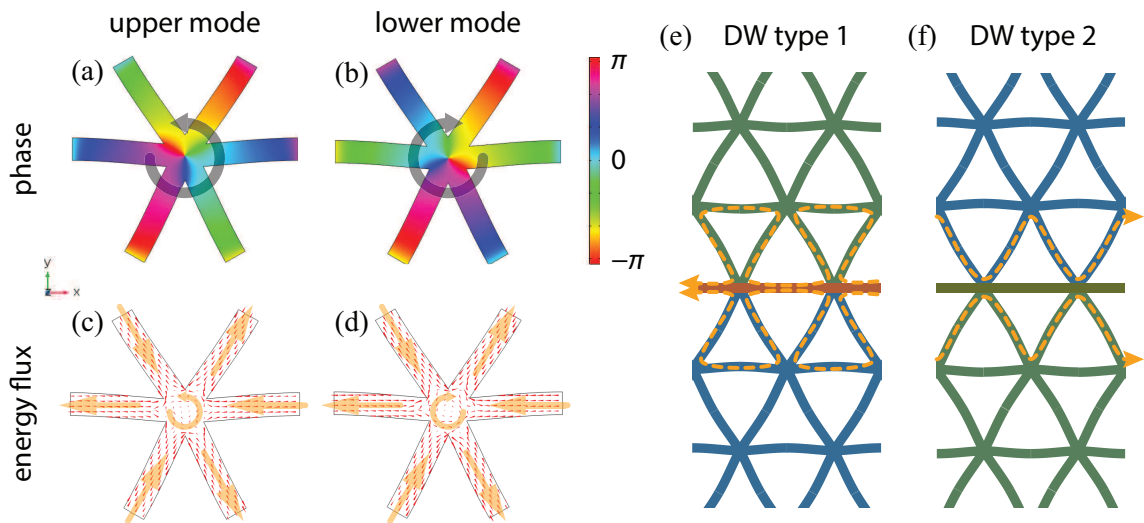 upper mode
lower mode
(e) DW type 1
(f) DW type 2
(a)
(b)
π
0
−π
phase
y
z
x
(c)
(d)
energy flux